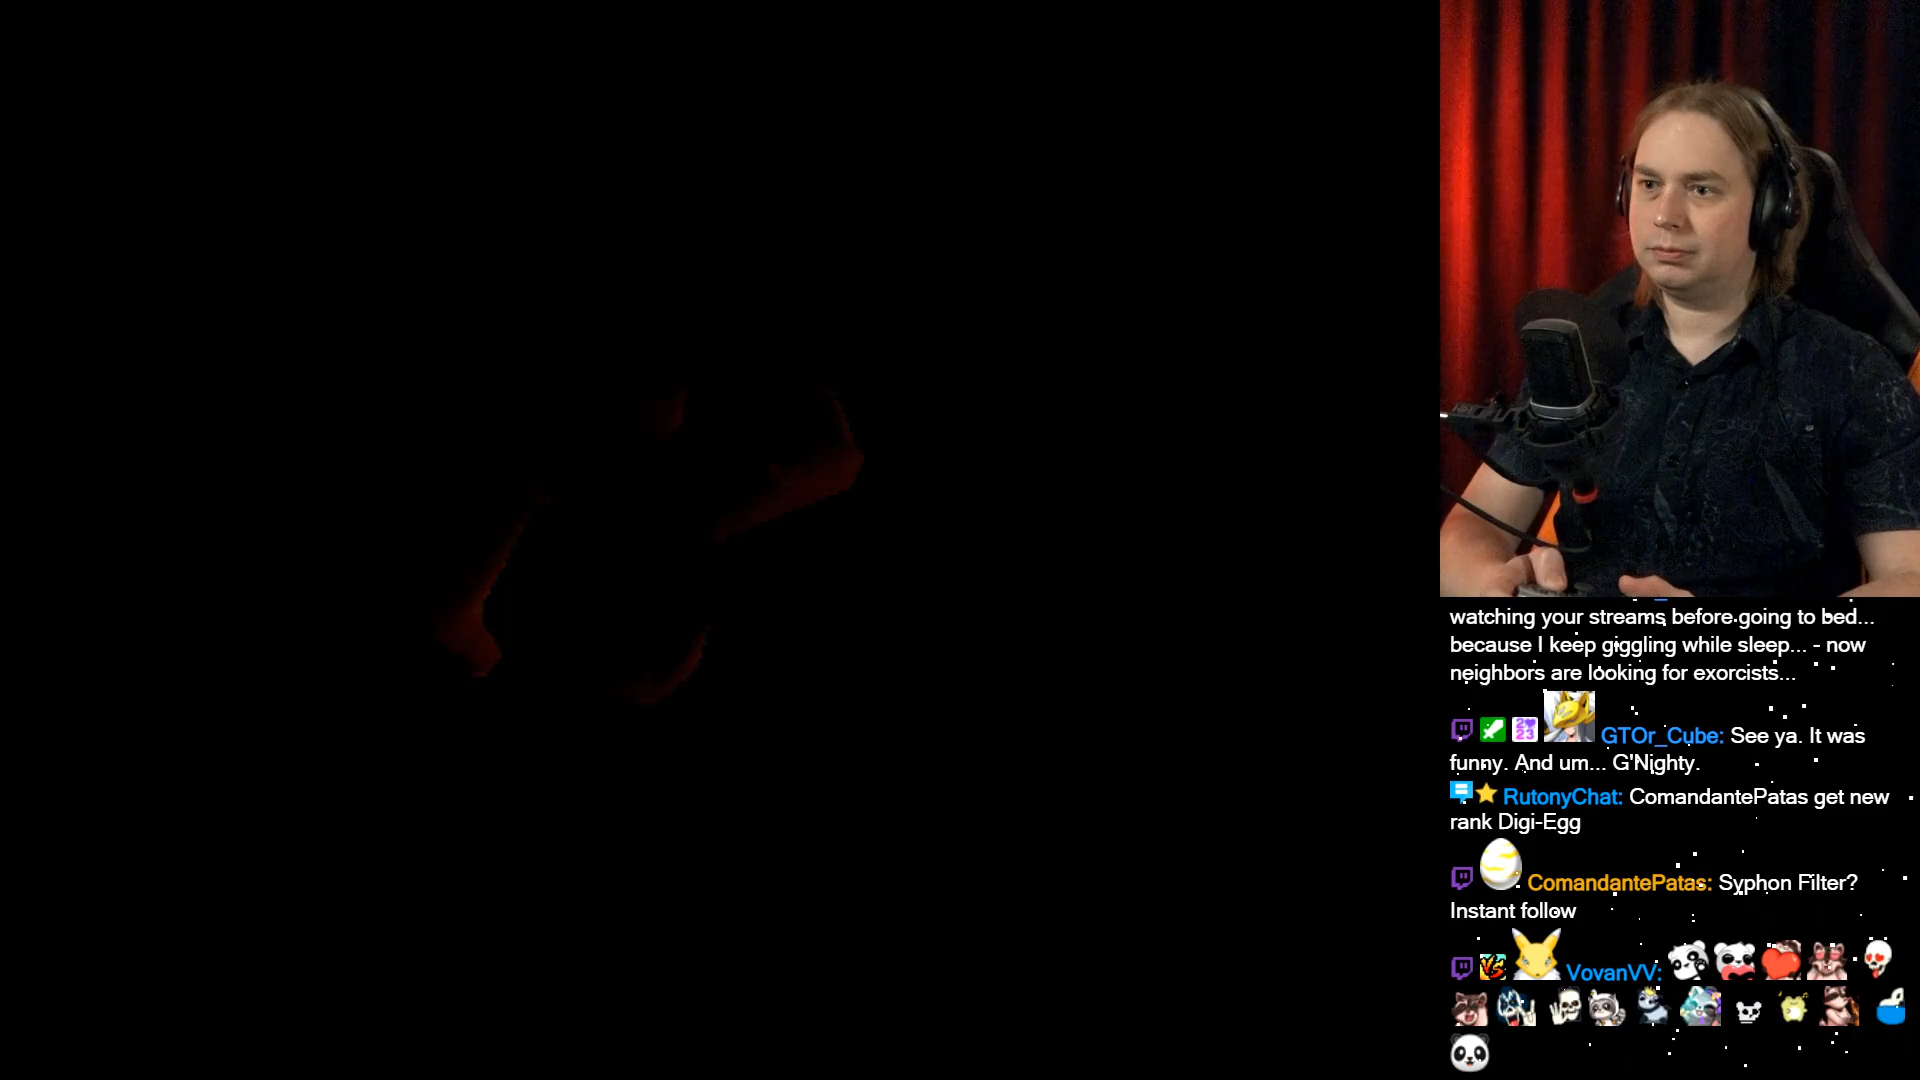 watching your streams before going to bed...
because I keep giggling while sleep... - now
neighbors are looking for exorcists...
2 23 GTOr_Cube: See ya. It was
funny. And um... G'Nighty.
RutonyChat: ComandantePatas get new
rank Digi-Egg
ComandantePatas: Syphon Filter?
Instant follow
VovanVV: